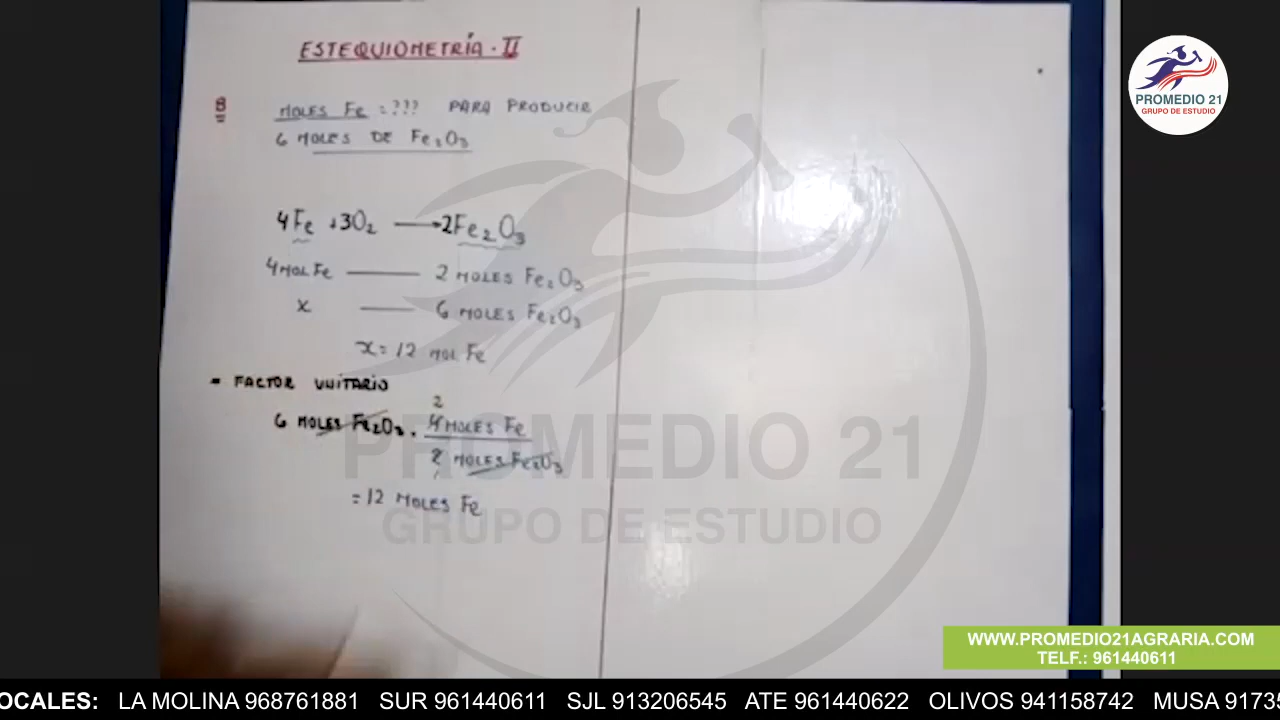 ESTEQUIOMETRÍA - II
8
MOLES Fe = ??? PARA PRODUCIR
6 MOLES DE Fe₂O₃
4Fe + 3O₂ → 2Fe₂O₃
4 MOL Fe — 2 MOLES Fe₂O₃
x — 6 MOLES Fe₂O₃
x = 12 MOL Fe
- FACTOR UNITARIO
2
6 MOLES Fe₂O₃ . 4 MOLES Fe
2 MOLES Fe₂O₃
1
= 12 MOLES Fe
PROMEDIO 21
GRUPO DE ESTUDIO
PROMEDIO 21
GRUPO DE ESTUDIO
WWW.PROMEDIO21AGRARIA.COM
TELF.: 961440611
OCALES: LA MOLINA 968761881 SUR 961440611 SJL 913206545 ATE 961440622 OLIVOS 941158742 MUSA 9173